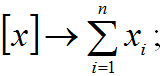 [x] → ∑_{i=1}^{n} x_i ;